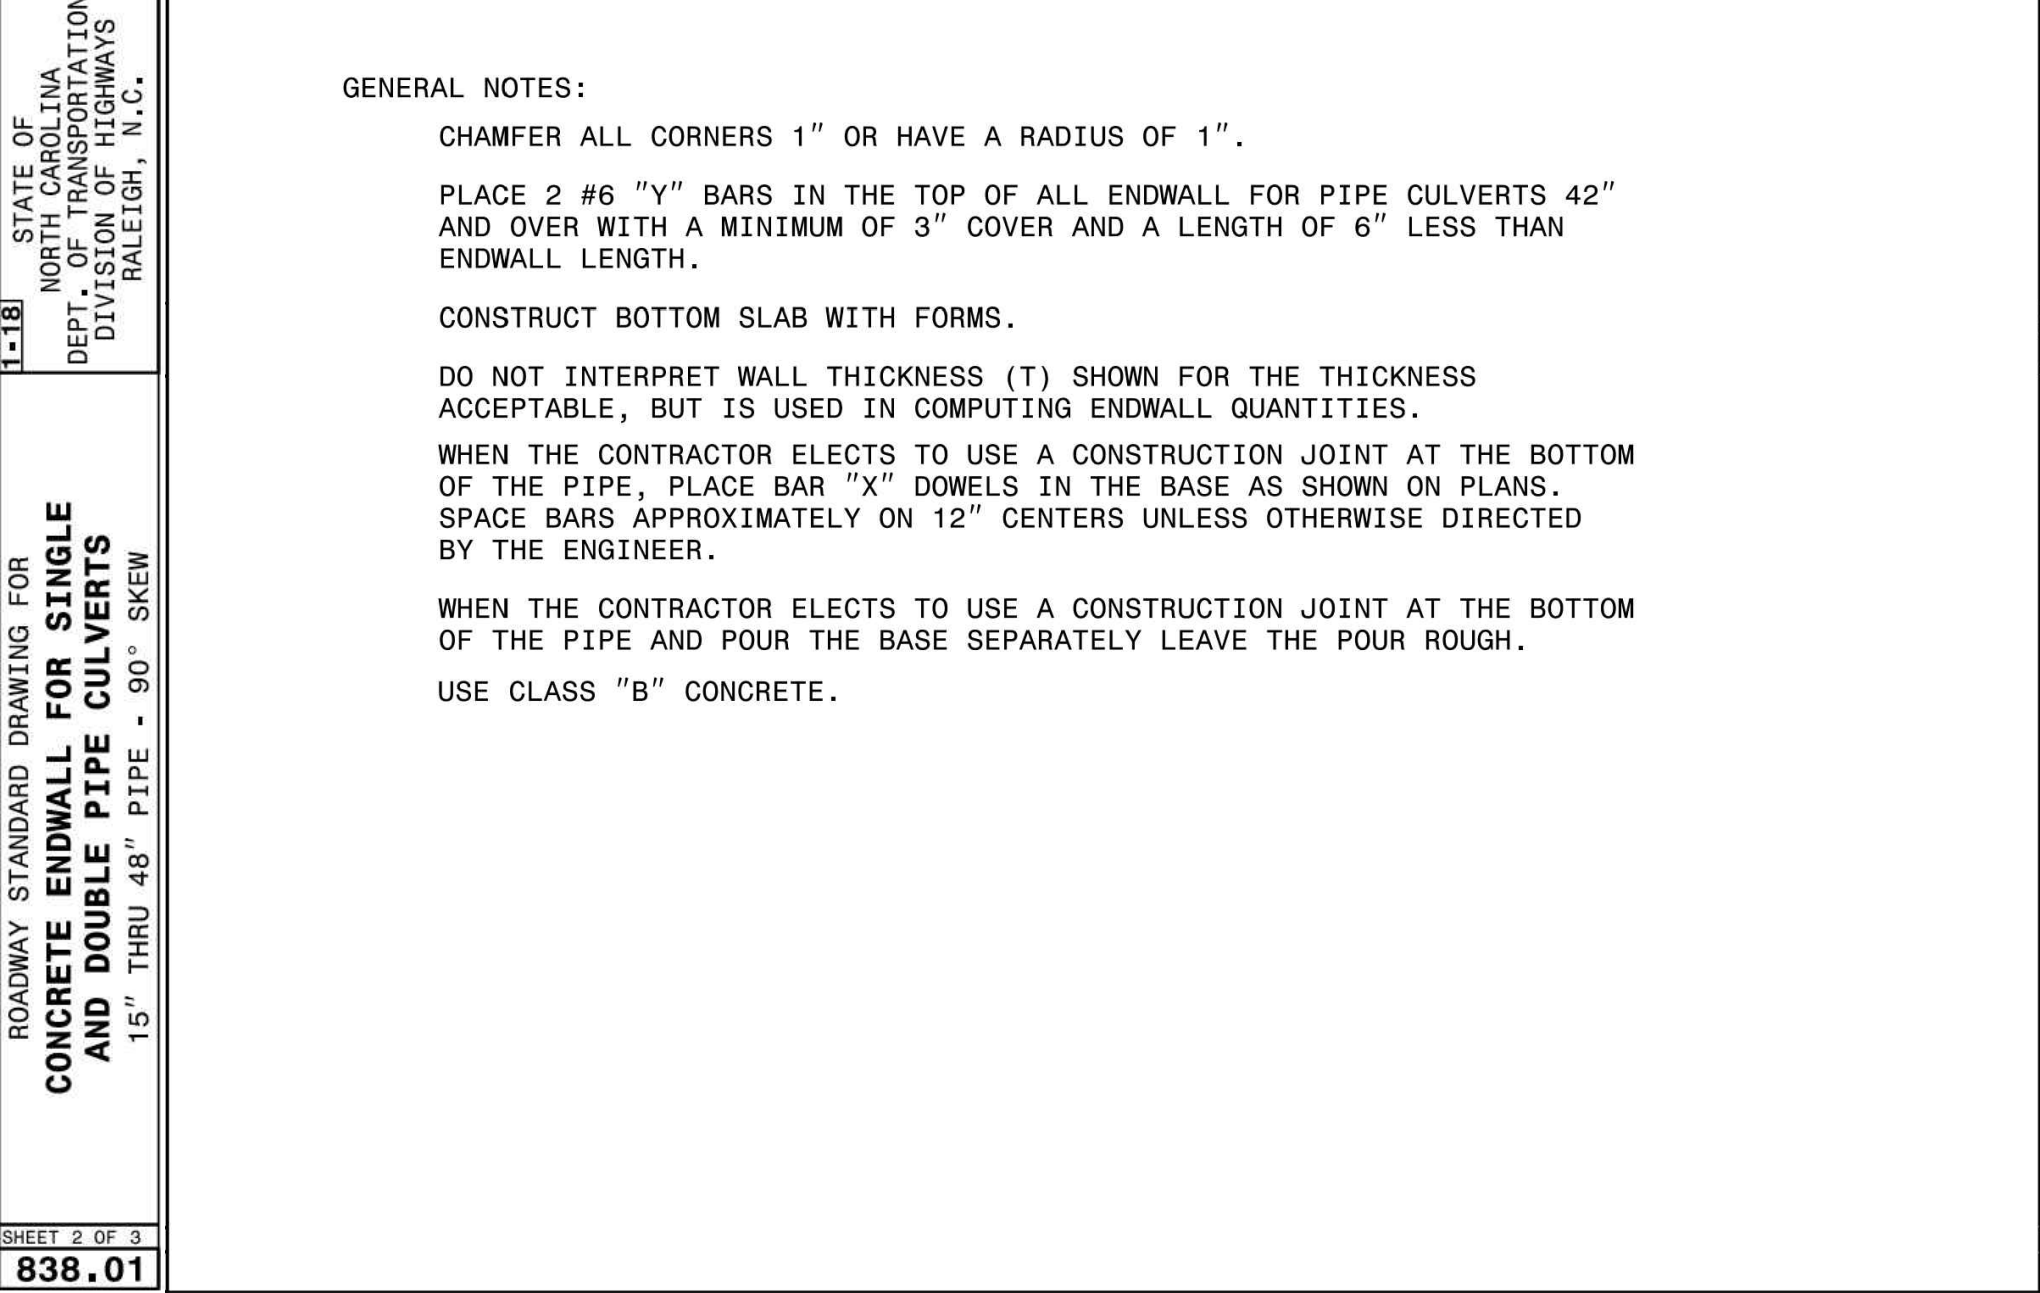 1-18
STATE OF
NORTH CAROLINA
DEPT. OF TRANSPORTATION
DIVISION OF HIGHWAYS
RALEIGH, N.C.
ROADWAY STANDARD DRAWING FOR
CONCRETE ENDWALL FOR SINGLE
AND DOUBLE PIPE CULVERTS
15" THRU 48" PIPE - 90° SKEW
SHEET 2 OF 3
838.01
GENERAL NOTES:
CHAMFER ALL CORNERS 1" OR HAVE A RADIUS OF 1".
PLACE 2 #6 "Y" BARS IN THE TOP OF ALL ENDWALL FOR PIPE CULVERTS 42"
AND OVER WITH A MINIMUM OF 3" COVER AND A LENGTH OF 6" LESS THAN
ENDWALL LENGTH.
CONSTRUCT BOTTOM SLAB WITH FORMS.
DO NOT INTERPRET WALL THICKNESS (T) SHOWN FOR THE THICKNESS
ACCEPTABLE, BUT IS USED IN COMPUTING ENDWALL QUANTITIES.
WHEN THE CONTRACTOR ELECTS TO USE A CONSTRUCTION JOINT AT THE BOTTOM
OF THE PIPE, PLACE BAR "X" DOWELS IN THE BASE AS SHOWN ON PLANS.
SPACE BARS APPROXIMATELY ON 12" CENTERS UNLESS OTHERWISE DIRECTED
BY THE ENGINEER.
WHEN THE CONTRACTOR ELECTS TO USE A CONSTRUCTION JOINT AT THE BOTTOM
OF THE PIPE AND POUR THE BASE SEPARATELY LEAVE THE POUR ROUGH.
USE CLASS "B" CONCRETE.